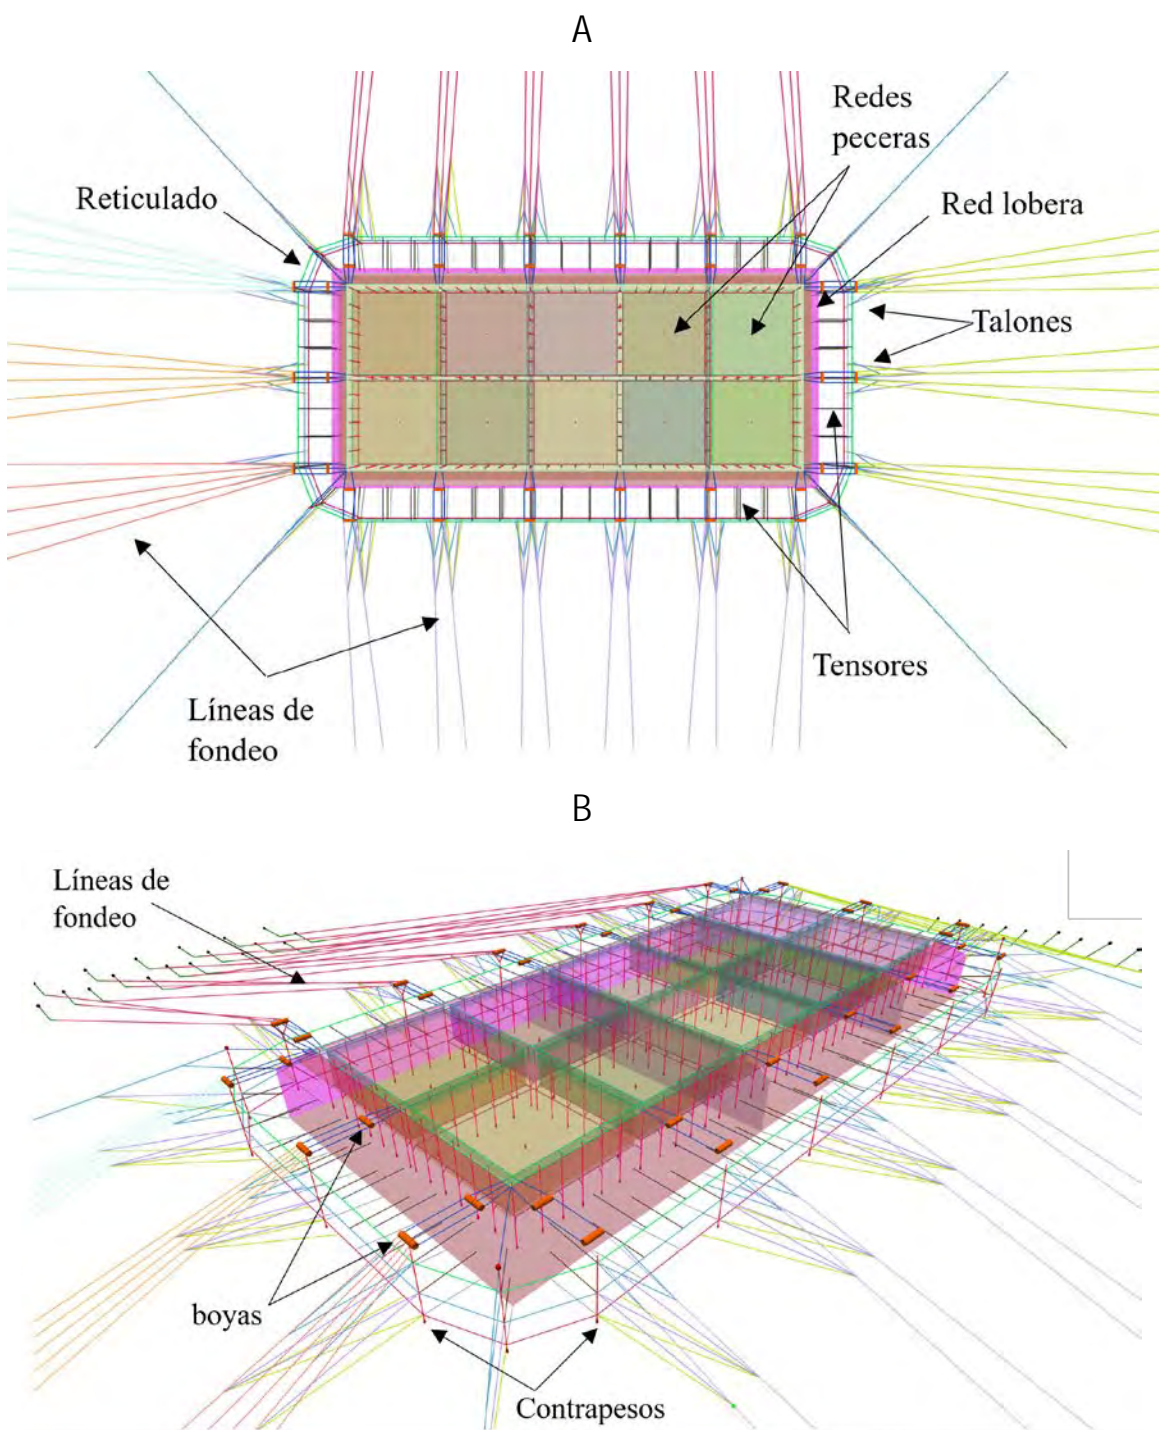 A
Redes
peceras
Reticulado
Red lobera
Talones
Tensores
Líneas de
fondeo
B
Líneas de
fondeo
boyas
Contrapesos